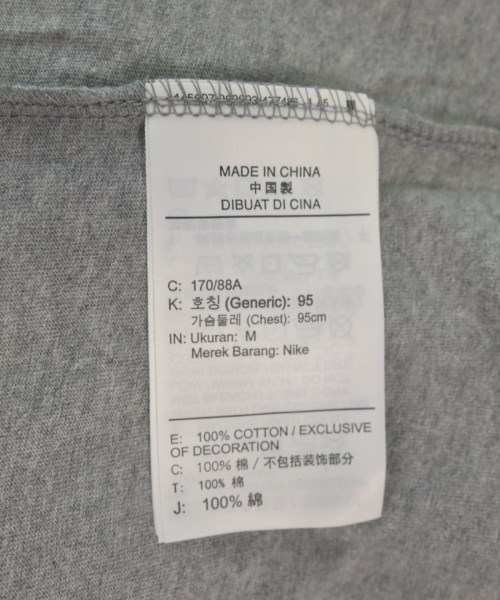 MADE IN CHINA
中国製
DIBUAT DI CINA
C: 170/88A
K: 호칭 (Generic): 95
가슴둘레 (Chest): 95cm
IN: Ukuran: M
Merek Barang: Nike
E: 100% COTTON / EXCLUSIVE
OF DECORATION
C: 100% 棉 / 不包括装饰部分
T: 100% 棉
J: 100% 綿